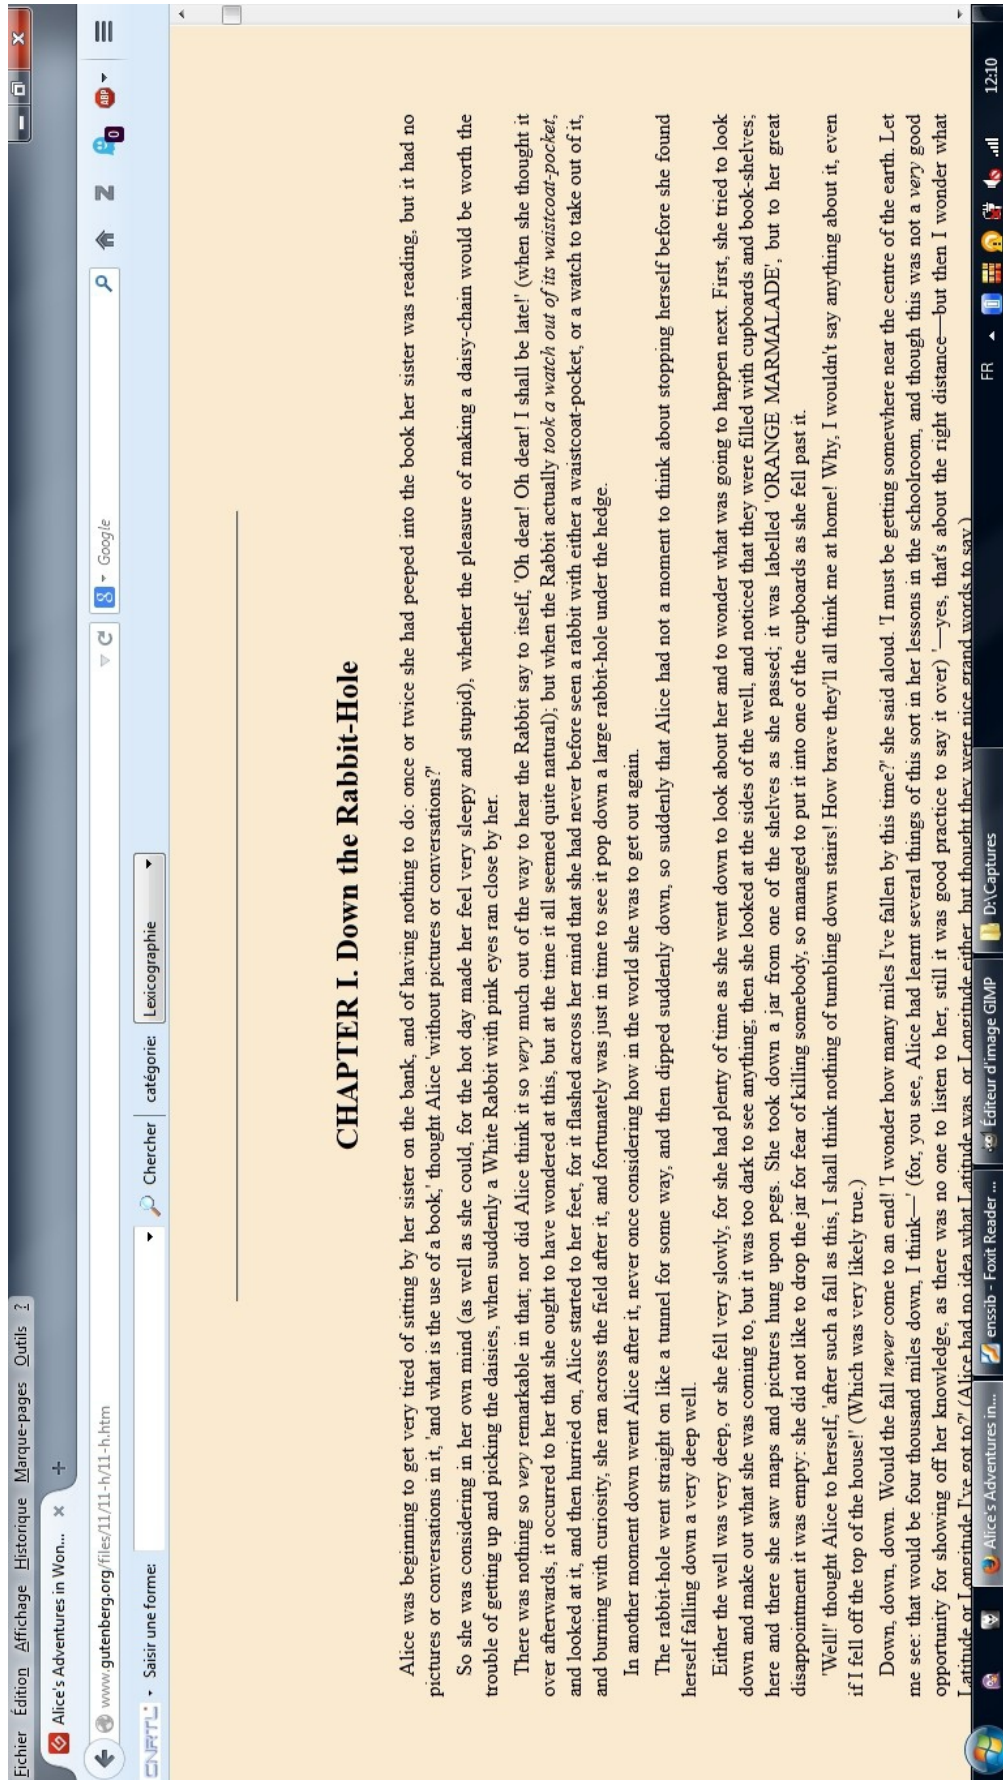 Fichier Édition Affichage Historique Marque-pages Outils ?
Alice's Adventures in Won... × +
www.gutenberg.org/files/11/11-h/11-h.htm
8 Google
ABP
0
CNRTL Saisir une forme: Chercher catégorie: Lexicographie
CHAPTER I. Down the Rabbit-Hole
Alice was beginning to get very tired of sitting by her sister on the bank, and of having nothing to do: once or twice she had peeped into the book her sister was reading, but it had no
pictures or conversations in it, 'and what is the use of a book,' thought Alice 'without pictures or conversations?'
So she was considering in her own mind (as well as she could, for the hot day made her feel very sleepy and stupid), whether the pleasure of making a daisy-chain would be worth the
trouble of getting up and picking the daisies, when suddenly a White Rabbit with pink eyes ran close by her.
There was nothing so very remarkable in that; nor did Alice think it so very much out of the way to hear the Rabbit say to itself, 'Oh dear! Oh dear! I shall be late!' (when she thought it
over afterwards, it occurred to her that she ought to have wondered at this, but at the time it all seemed quite natural); but when the Rabbit actually took a watch out of its waistcoat-pocket,
and looked at it, and then hurried on, Alice started to her feet, for it flashed across her mind that she had never before seen a rabbit with either a waistcoat-pocket, or a watch to take out of it,
and burning with curiosity, she ran across the field after it, and fortunately was just in time to see it pop down a large rabbit-hole under the hedge.
In another moment down went Alice after it, never once considering how in the world she was to get out again.
The rabbit-hole went straight on like a tunnel for some way, and then dipped suddenly down, so suddenly that Alice had not a moment to think about stopping herself before she found
herself falling down a very deep well.
Either the well was very deep, or she fell very slowly, for she had plenty of time as she went down to look about her and to wonder what was going to happen next. First, she tried to look
down and make out what she was coming to, but it was too dark to see anything; then she looked at the sides of the well, and noticed that they were filled with cupboards and book-shelves;
here and there she saw maps and pictures hung upon pegs. She took down a jar from one of the shelves as she passed; it was labelled 'ORANGE MARMALADE', but to her great
disappointment it was empty: she did not like to drop the jar for fear of killing somebody, so managed to put it into one of the cupboards as she fell past it.
'Well!' thought Alice to herself, 'after such a fall as this, I shall think nothing of tumbling down stairs! How brave they'll all think me at home! Why, I wouldn't say anything about it, even
if I fell off the top of the house!' (Which was very likely true.)
Down, down, down. Would the fall never come to an end! 'I wonder how many miles I've fallen by this time?' she said aloud. 'I must be getting somewhere near the centre of the earth. Let
me see: that would be four thousand miles down, I think—' (for, you see, Alice had learnt several things of this sort in her lessons in the schoolroom, and though this was not a very good
opportunity for showing off her knowledge, as there was no one to listen to her, still it was good practice to say it over) '—yes, that's about the right distance—but then I wonder what
Latitude or Longitude I've got to?' (Alice had no idea what Latitude was, or Longitude either, but thought they were nice grand words to say.)
Alice's Adventures in... enssib - Foxit Reader ... Éditeur d'image GIMP D:\Captures FR 12:10